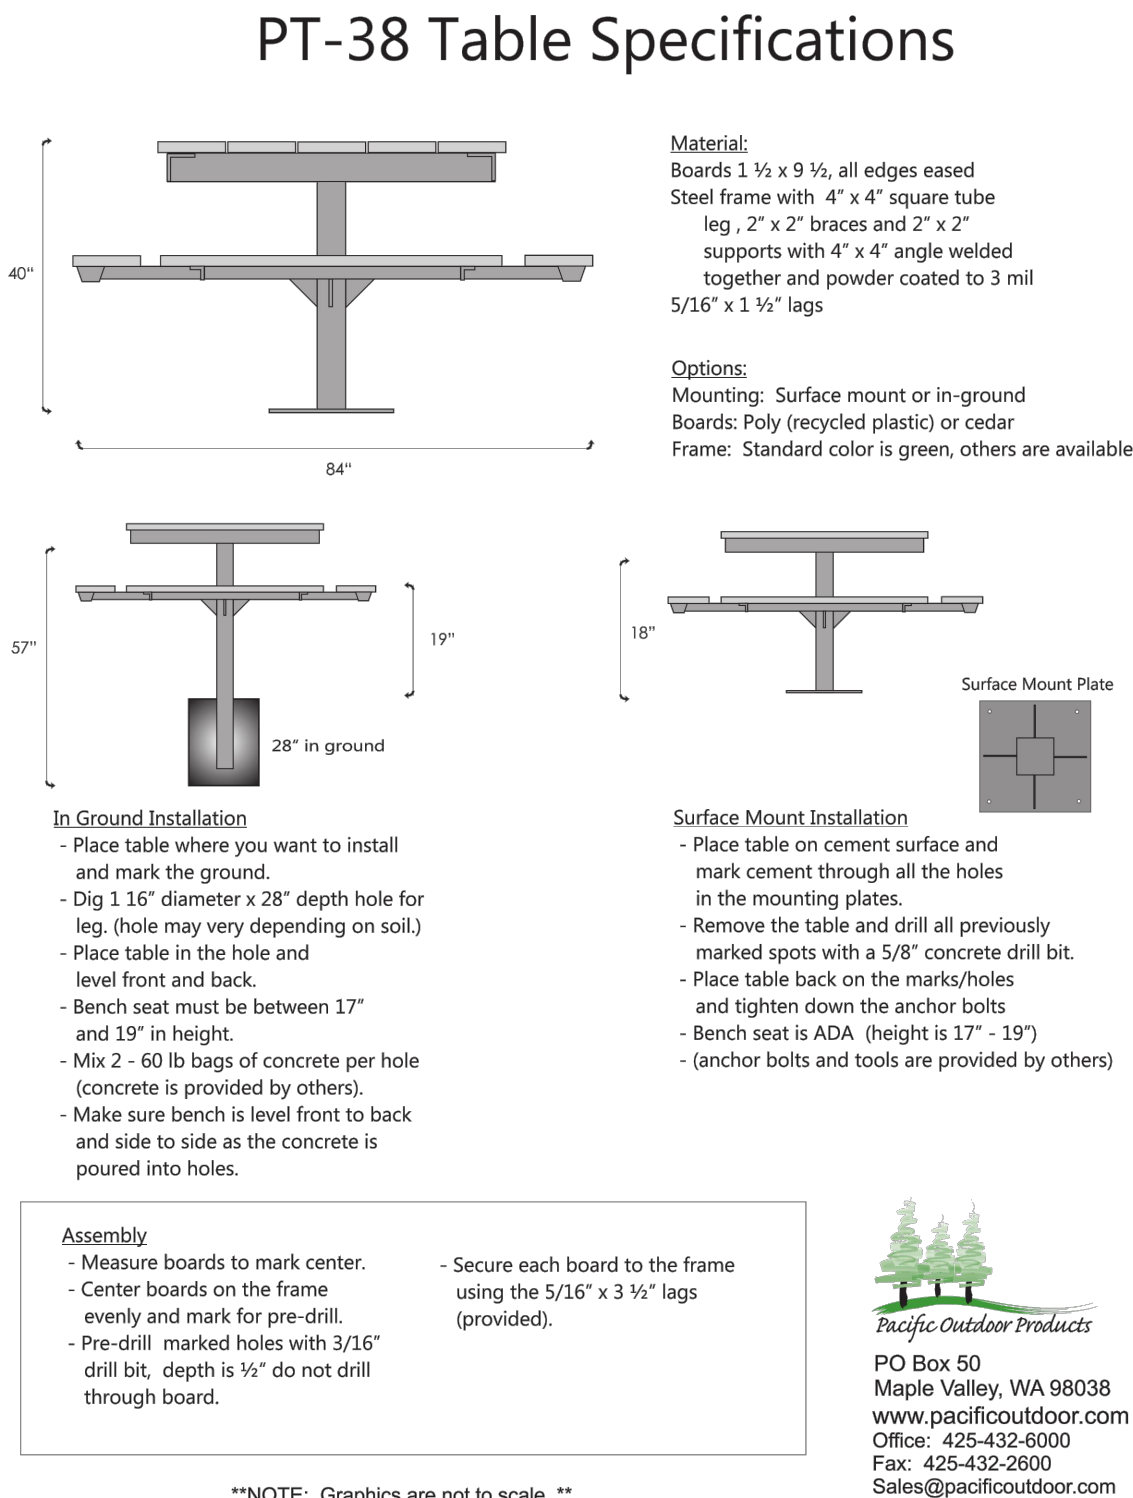 PT-38 Table Specifications
40“
84“
Material:
Boards 1 ½ x 9 ½, all edges eased
Steel frame with  4” x 4” square tube
leg , 2” x 2” braces and 2” x 2”
supports with 4” x 4” angle welded
together and powder coated to 3 mil
5/16” x 1 ½“ lags
Options:
Mounting:  Surface mount or in-ground
Boards: Poly (recycled plastic) or cedar
Frame:  Standard color is green, others are available
57”
19”
28” in ground
18”
Surface Mount Plate
In Ground Installation
- Place table where you want to install
and mark the ground.
- Dig 1 16” diameter x 28” depth hole for
leg. (hole may very depending on soil.)
- Place table in the hole and
level front and back.
- Bench seat must be between 17”
and 19” in height.
- Mix 2 - 60 lb bags of concrete per hole
(concrete is provided by others).
- Make sure bench is level front to back
and side to side as the concrete is
poured into holes.
Surface Mount Installation
- Place table on cement surface and
mark cement through all the holes
in the mounting plates.
- Remove the table and drill all previously
marked spots with a 5/8” concrete drill bit.
- Place table back on the marks/holes
and tighten down the anchor bolts
- Bench seat is ADA  (height is 17” - 19”)
- (anchor bolts and tools are provided by others)
Assembly
- Measure boards to mark center.
- Center boards on the frame
evenly and mark for pre-drill.
- Pre-drill  marked holes with 3/16”
drill bit,  depth is ½“ do not drill
through board.
- Secure each board to the frame
using the 5/16” x 3 ½“ lags
(provided).
Pacific Outdoor Products
PO Box 50
Maple Valley, WA 98038
www.pacificoutdoor.com
Office:  425-432-6000
Fax:  425-432-2600
Sales@pacificoutdoor.com
**NOTE:  Graphics are not to scale. **